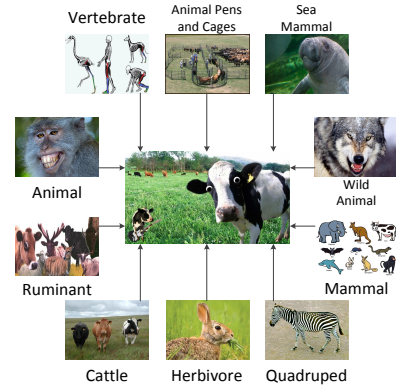 Vertebrate
Animal Pens
and Cages
Sea
Mammal
Animal
Wild
Animal
Ruminant
Mammal
Cattle
Herbivore
Quadruped